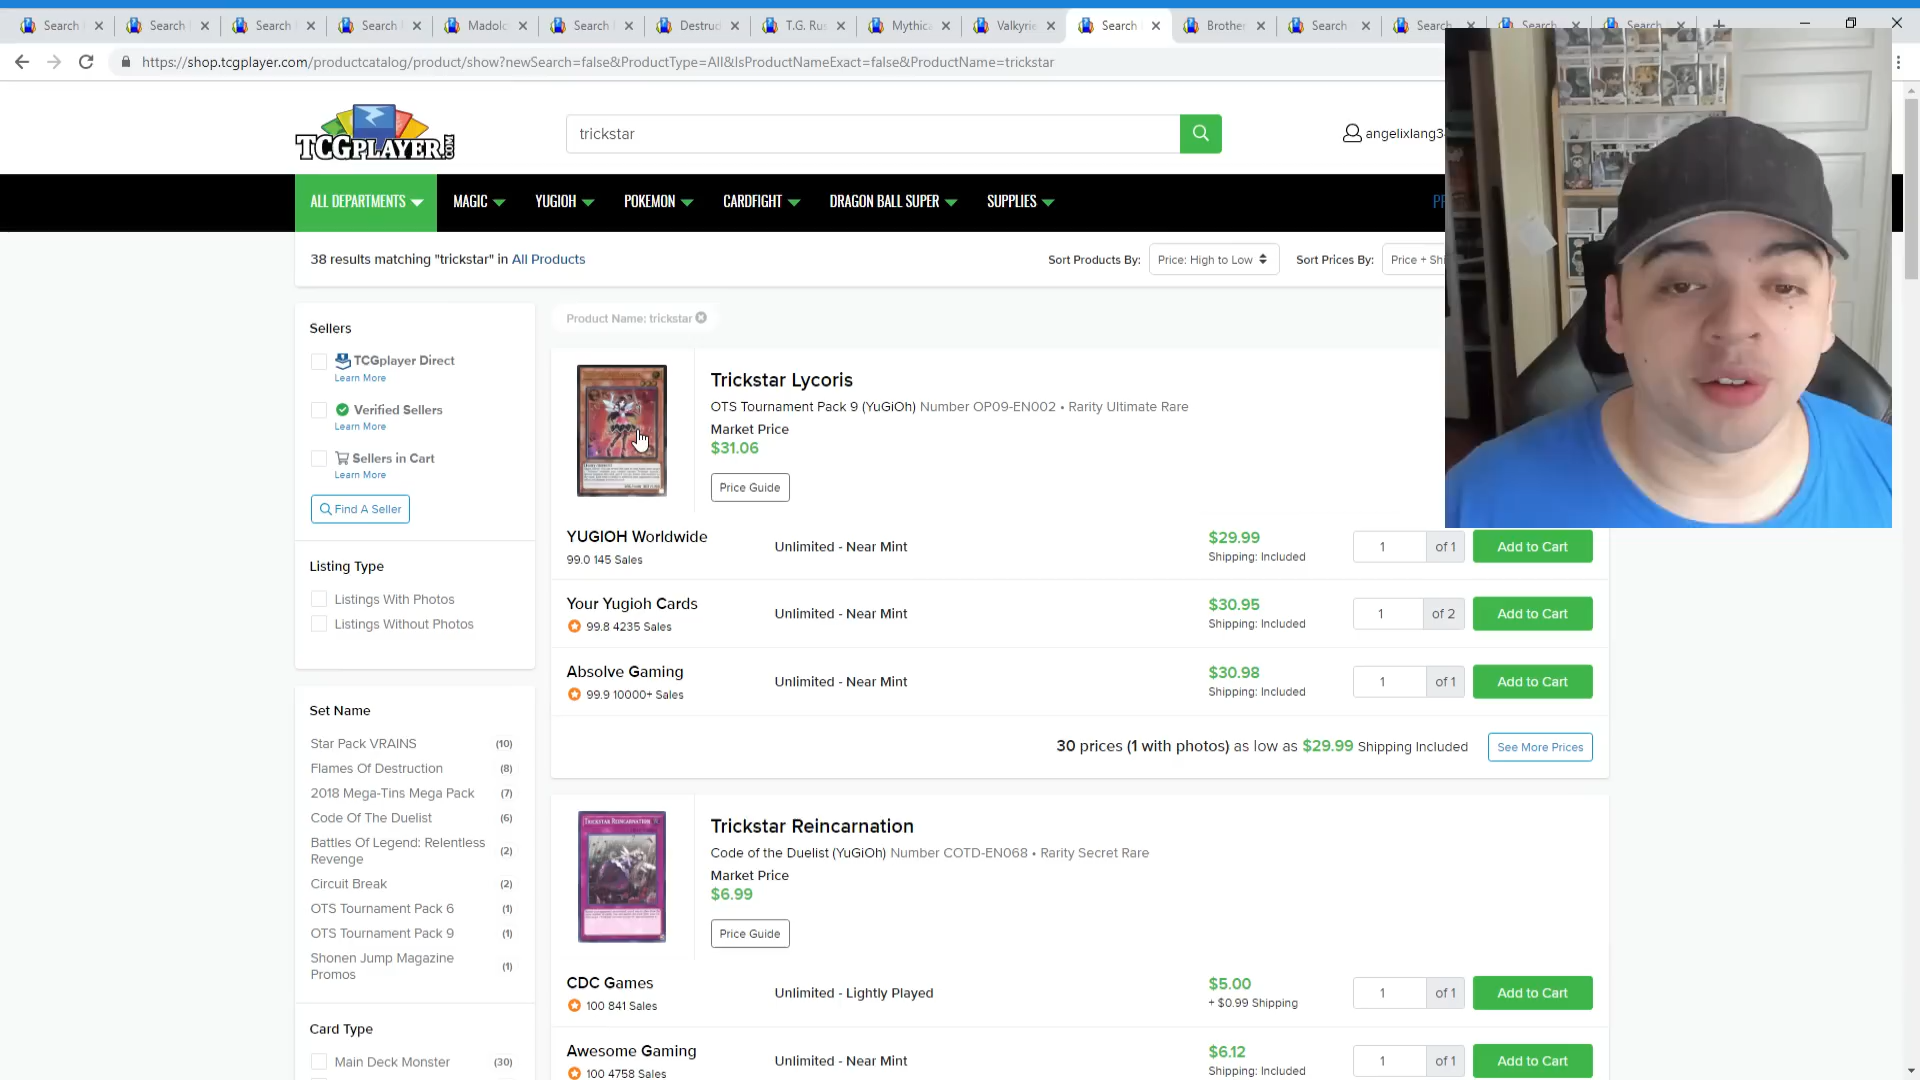 Search
Search
Search
Search
Madolc
Search
Destruc
T.G. Rus
Mythica
Valkyrie
Search
Brother
Search
Search
Search
Search
https://shop.tcgplayer.com/productcatalog/product/show?newSearch=false&ProductType=All&IsProductNameExact=false&ProductName=trickstar
TCGPLAYER.COM
trickstar
angelixlang3
ALL DEPARTMENTS MAGIC YUGIOH POKEMON CARDFIGHT DRAGON BALL SUPER SUPPLIES
38 results matching "trickstar" in All Products
Sort Products By: Price: High to Low Sort Prices By: Price + Shi
Sellers
TCGplayer Direct
Learn More
Verified Sellers
Learn More
Sellers in Cart
Learn More
Find A Seller
Listing Type
Listings With Photos
Listings Without Photos
Set Name
Star Pack VRAINS (10)
Flames Of Destruction (8)
2018 Mega-Tins Mega Pack (7)
Code Of The Duelist (6)
Battles Of Legend: Relentless
Revenge (2)
Circuit Break (2)
OTS Tournament Pack 6 (1)
OTS Tournament Pack 9 (1)
Shonen Jump Magazine
Promos (1)
Card Type
Main Deck Monster (30)
Product Name: trickstar
Trickstar Lycoris
OTS Tournament Pack 9 (YuGiOh) Number OP09-EN002 • Rarity Ultimate Rare
Market Price
$31.06
Price Guide
YUGIOH Worldwide
99.0 145 Sales
Unlimited - Near Mint
$29.99
Shipping: Included
1 of 1 Add to Cart
Your Yugioh Cards
99.8 4235 Sales
Unlimited - Near Mint
$30.95
Shipping: Included
1 of 2 Add to Cart
Absolve Gaming
99.9 10000+ Sales
Unlimited - Near Mint
$30.98
Shipping: Included
1 of 1 Add to Cart
30 prices (1 with photos) as low as $29.99 Shipping Included See More Prices
TRICKSTAR REINCARNATION
Trickstar Reincarnation
Code of the Duelist (YuGiOh) Number COTD-EN068 • Rarity Secret Rare
Market Price
$6.99
Price Guide
CDC Games
100 841 Sales
Unlimited - Lightly Played
$5.00
+ $0.99 Shipping
1 of 1 Add to Cart
Awesome Gaming
100 4758 Sales
Unlimited - Near Mint
$6.12
Shipping: Included
1 of 1 Add to Cart